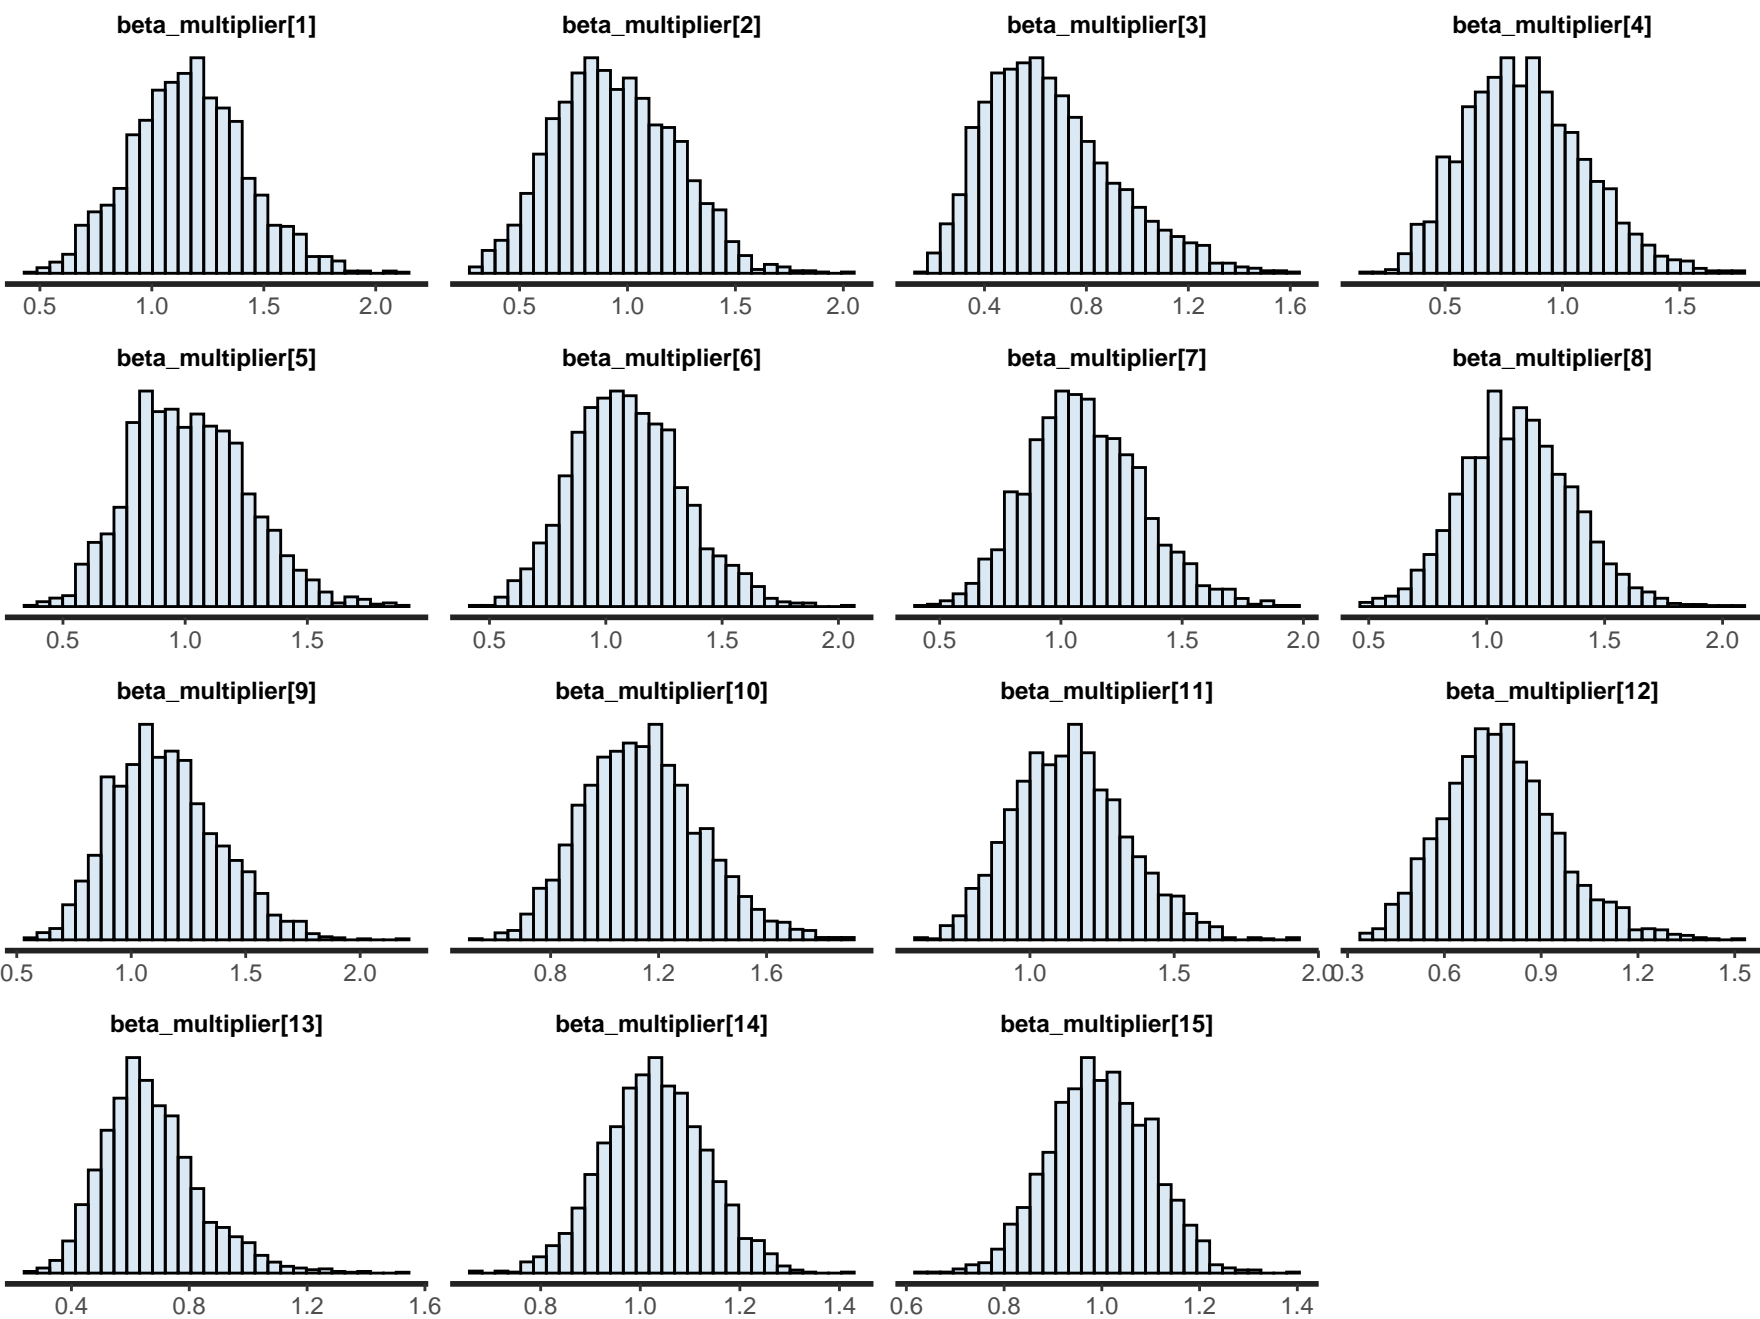 beta_multiplier[1] beta_multiplier[2] beta_multiplier[3] beta_multiplier[4]
0.5 1.0 1.5 2.0 0.5 1.0 1.5 2.0 0.4 0.8 1.2 1.6 0.5 1.0 1.5
beta_multiplier[5] beta_multiplier[6] beta_multiplier[7] beta_multiplier[8]
0.5 1.0 1.5 0.5 1.0 1.5 2.0 0.5 1.0 1.5 2.0 0.5 1.0 1.5 2.0
beta_multiplier[9] beta_multiplier[10] beta_multiplier[11] beta_multiplier[12]
0.5 1.0 1.5 2.0 0.8 1.2 1.6 1.0 1.5 2.0 0.3 0.6 0.9 1.2 1.5
beta_multiplier[13] beta_multiplier[14] beta_multiplier[15]
0.4 0.8 1.2 1.6 0.8 1.0 1.2 1.4 0.6 0.8 1.0 1.2 1.4